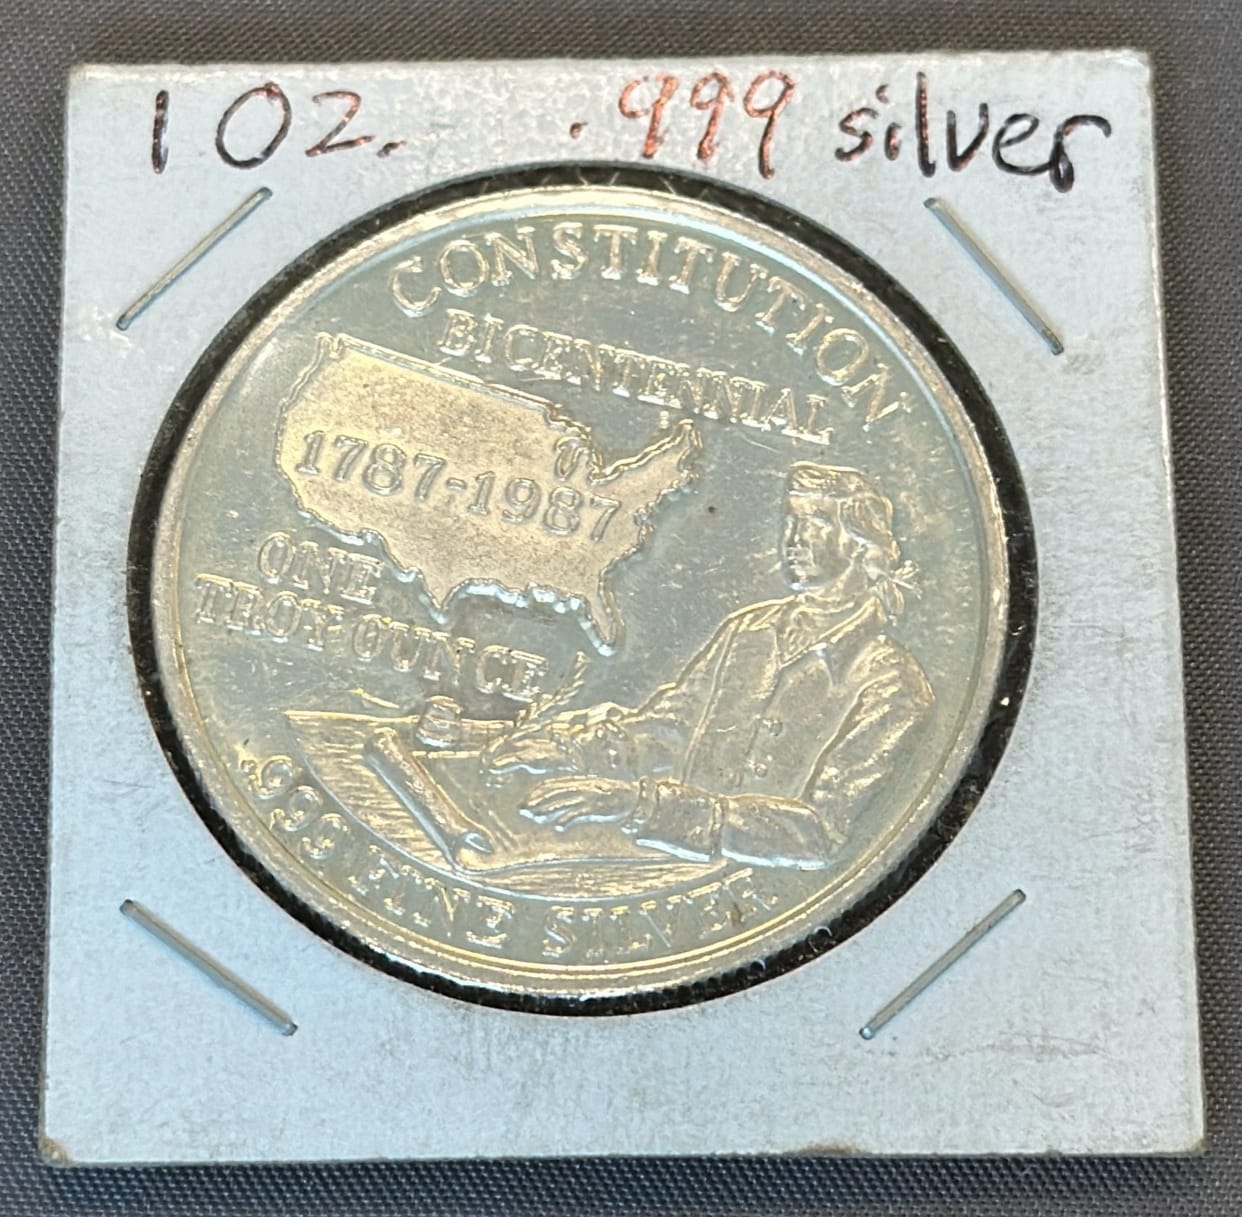 1 OZ. .999 silver
CONSTITUTION
BICENTENNIAL
1787-1987
ONE
TROY OUNCE
.999 FINE SILVER